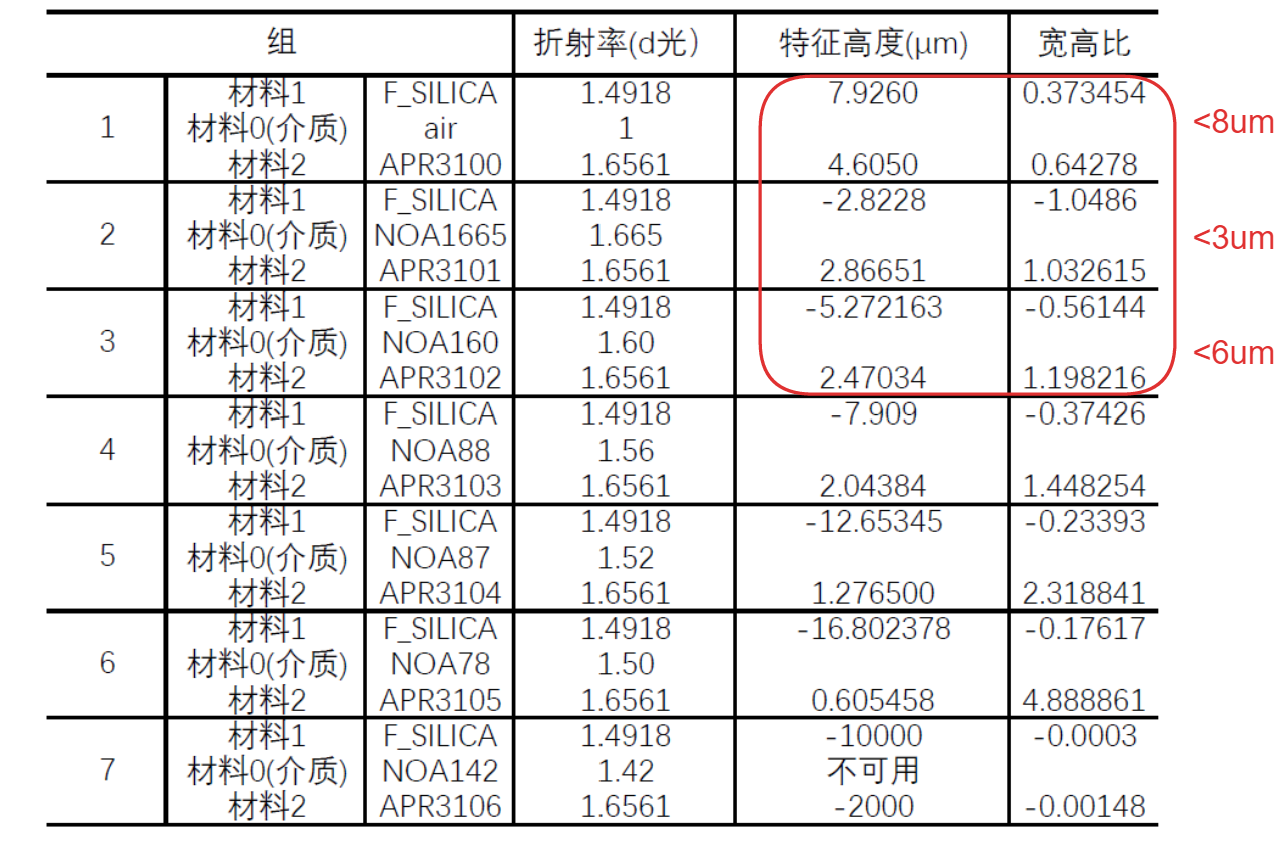 组 折射率(d光) 特征高度(μm) 宽高比
材料1 F_SILICA 1.4918 7.9260 0.373454
1 材料0(介质) air 1 <8um
材料2 APR3100 1.6561 4.6050 0.64278
材料1 F_SILICA 1.4918 -2.8228 -1.0486
2 材料0(介质) NOA1665 1.665 <3um
材料2 APR3101 1.6561 2.86651 1.032615
材料1 F_SILICA 1.4918 -5.272163 -0.56144
3 材料0(介质) NOA160 1.60 <6um
材料2 APR3102 1.6561 2.47034 1.198216
材料1 F_SILICA 1.4918 -7.909 -0.37426
4 材料0(介质) NOA88 1.56
材料2 APR3103 1.6561 2.04384 1.448254
材料1 F_SILICA 1.4918 -12.65345 -0.23393
5 材料0(介质) NOA87 1.52
材料2 APR3104 1.6561 1.276500 2.318841
材料1 F_SILICA 1.4918 -16.802378 -0.17617
6 材料0(介质) NOA78 1.50
材料2 APR3105 1.6561 0.605458 4.888861
材料1 F_SILICA 1.4918 -10000 -0.0003
7 材料0(介质) NOA142 1.42 不可用
材料2 APR3106 1.6561 -2000 -0.00148